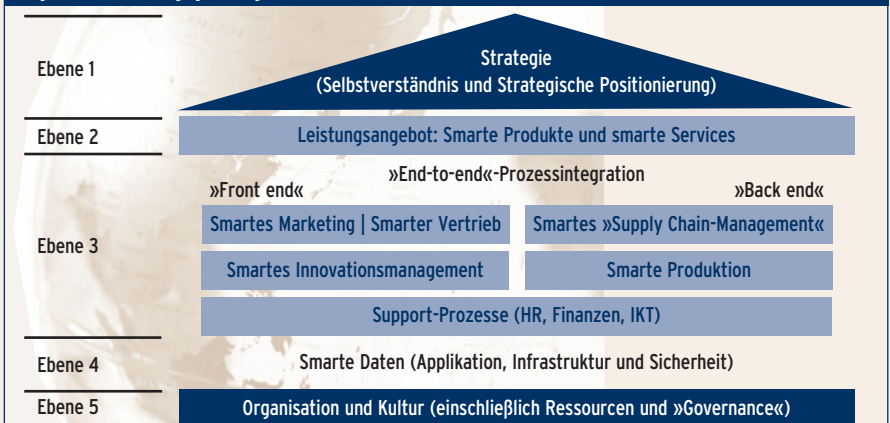 Ebene 1
Strategie
(Selbstverständnis und Strategische Positionierung)
Ebene 2
Leistungsangebot: Smarte Produkte und smarte Services
Ebene 3
»End-to-end«-Prozessintegration
»Front end«
»Back end«
Smartes Marketing | Smarter Vertrieb
Smartes »Supply Chain-Management«
Smartes Innovationsmanagement
Smarte Produktion
Support-Prozesse (HR, Finanzen, IKT)
Ebene 4
Smarte Daten (Applikation, Infrastruktur und Sicherheit)
Ebene 5
Organisation und Kultur (einschließlich Ressourcen und »Governance«)